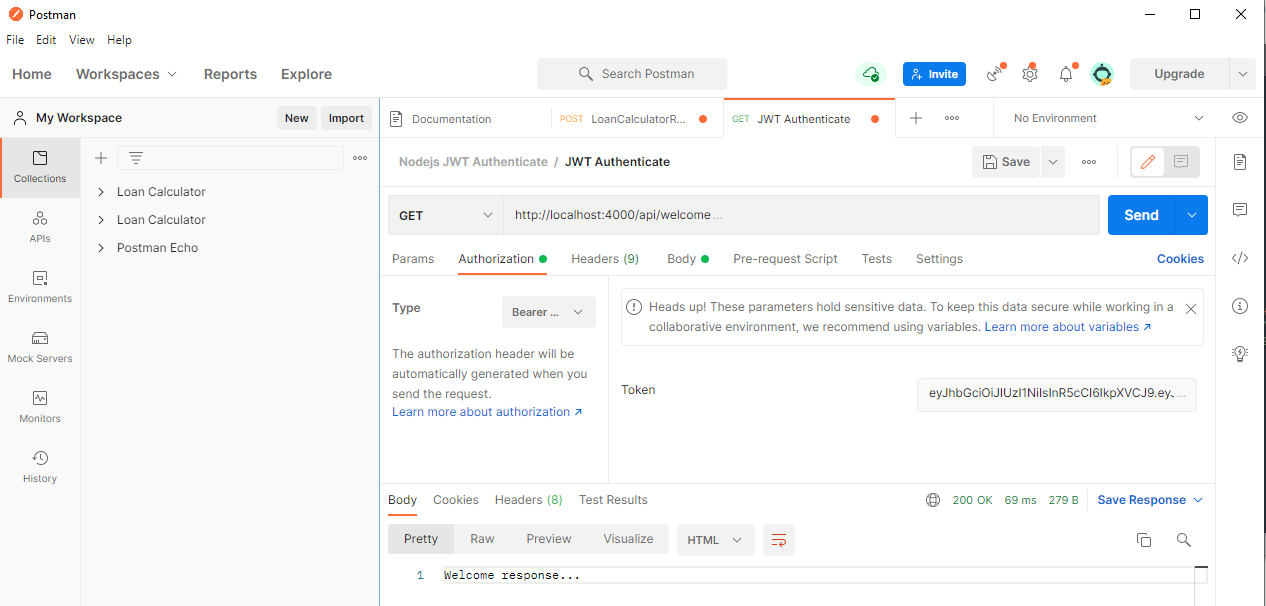 Postman
File Edit View Help
Home Workspaces Reports Explore Search Postman Invite Upgrade
My Workspace New Import
Documentation POST LoanCalculatorR... GET JWT Authenticate No Environment
Collections
APIs
Environments
Mock Servers
Monitors
History
Loan Calculator
Loan Calculator
Postman Echo
Nodejs JWT Authenticate / JWT Authenticate Save
GET http://localhost:4000/api/welcome ... Send
Params Authorization Headers (9) Body Pre-request Script Tests Settings Cookies
Type Bearer ...
The authorization header will be
automatically generated when you
send the request.
Learn more about authorization ↗
Heads up! These parameters hold sensitive data. To keep this data secure while working in a
collaborative environment, we recommend using variables. Learn more about variables ↗
Token eyJhbGciOiJIUzI1NiIsInR5cCI6IkpXVCJ9.eyJ...
Body Cookies Headers (8) Test Results 200 OK 69 ms 279 B Save Response
Pretty Raw Preview Visualize HTML
1 Welcome response...